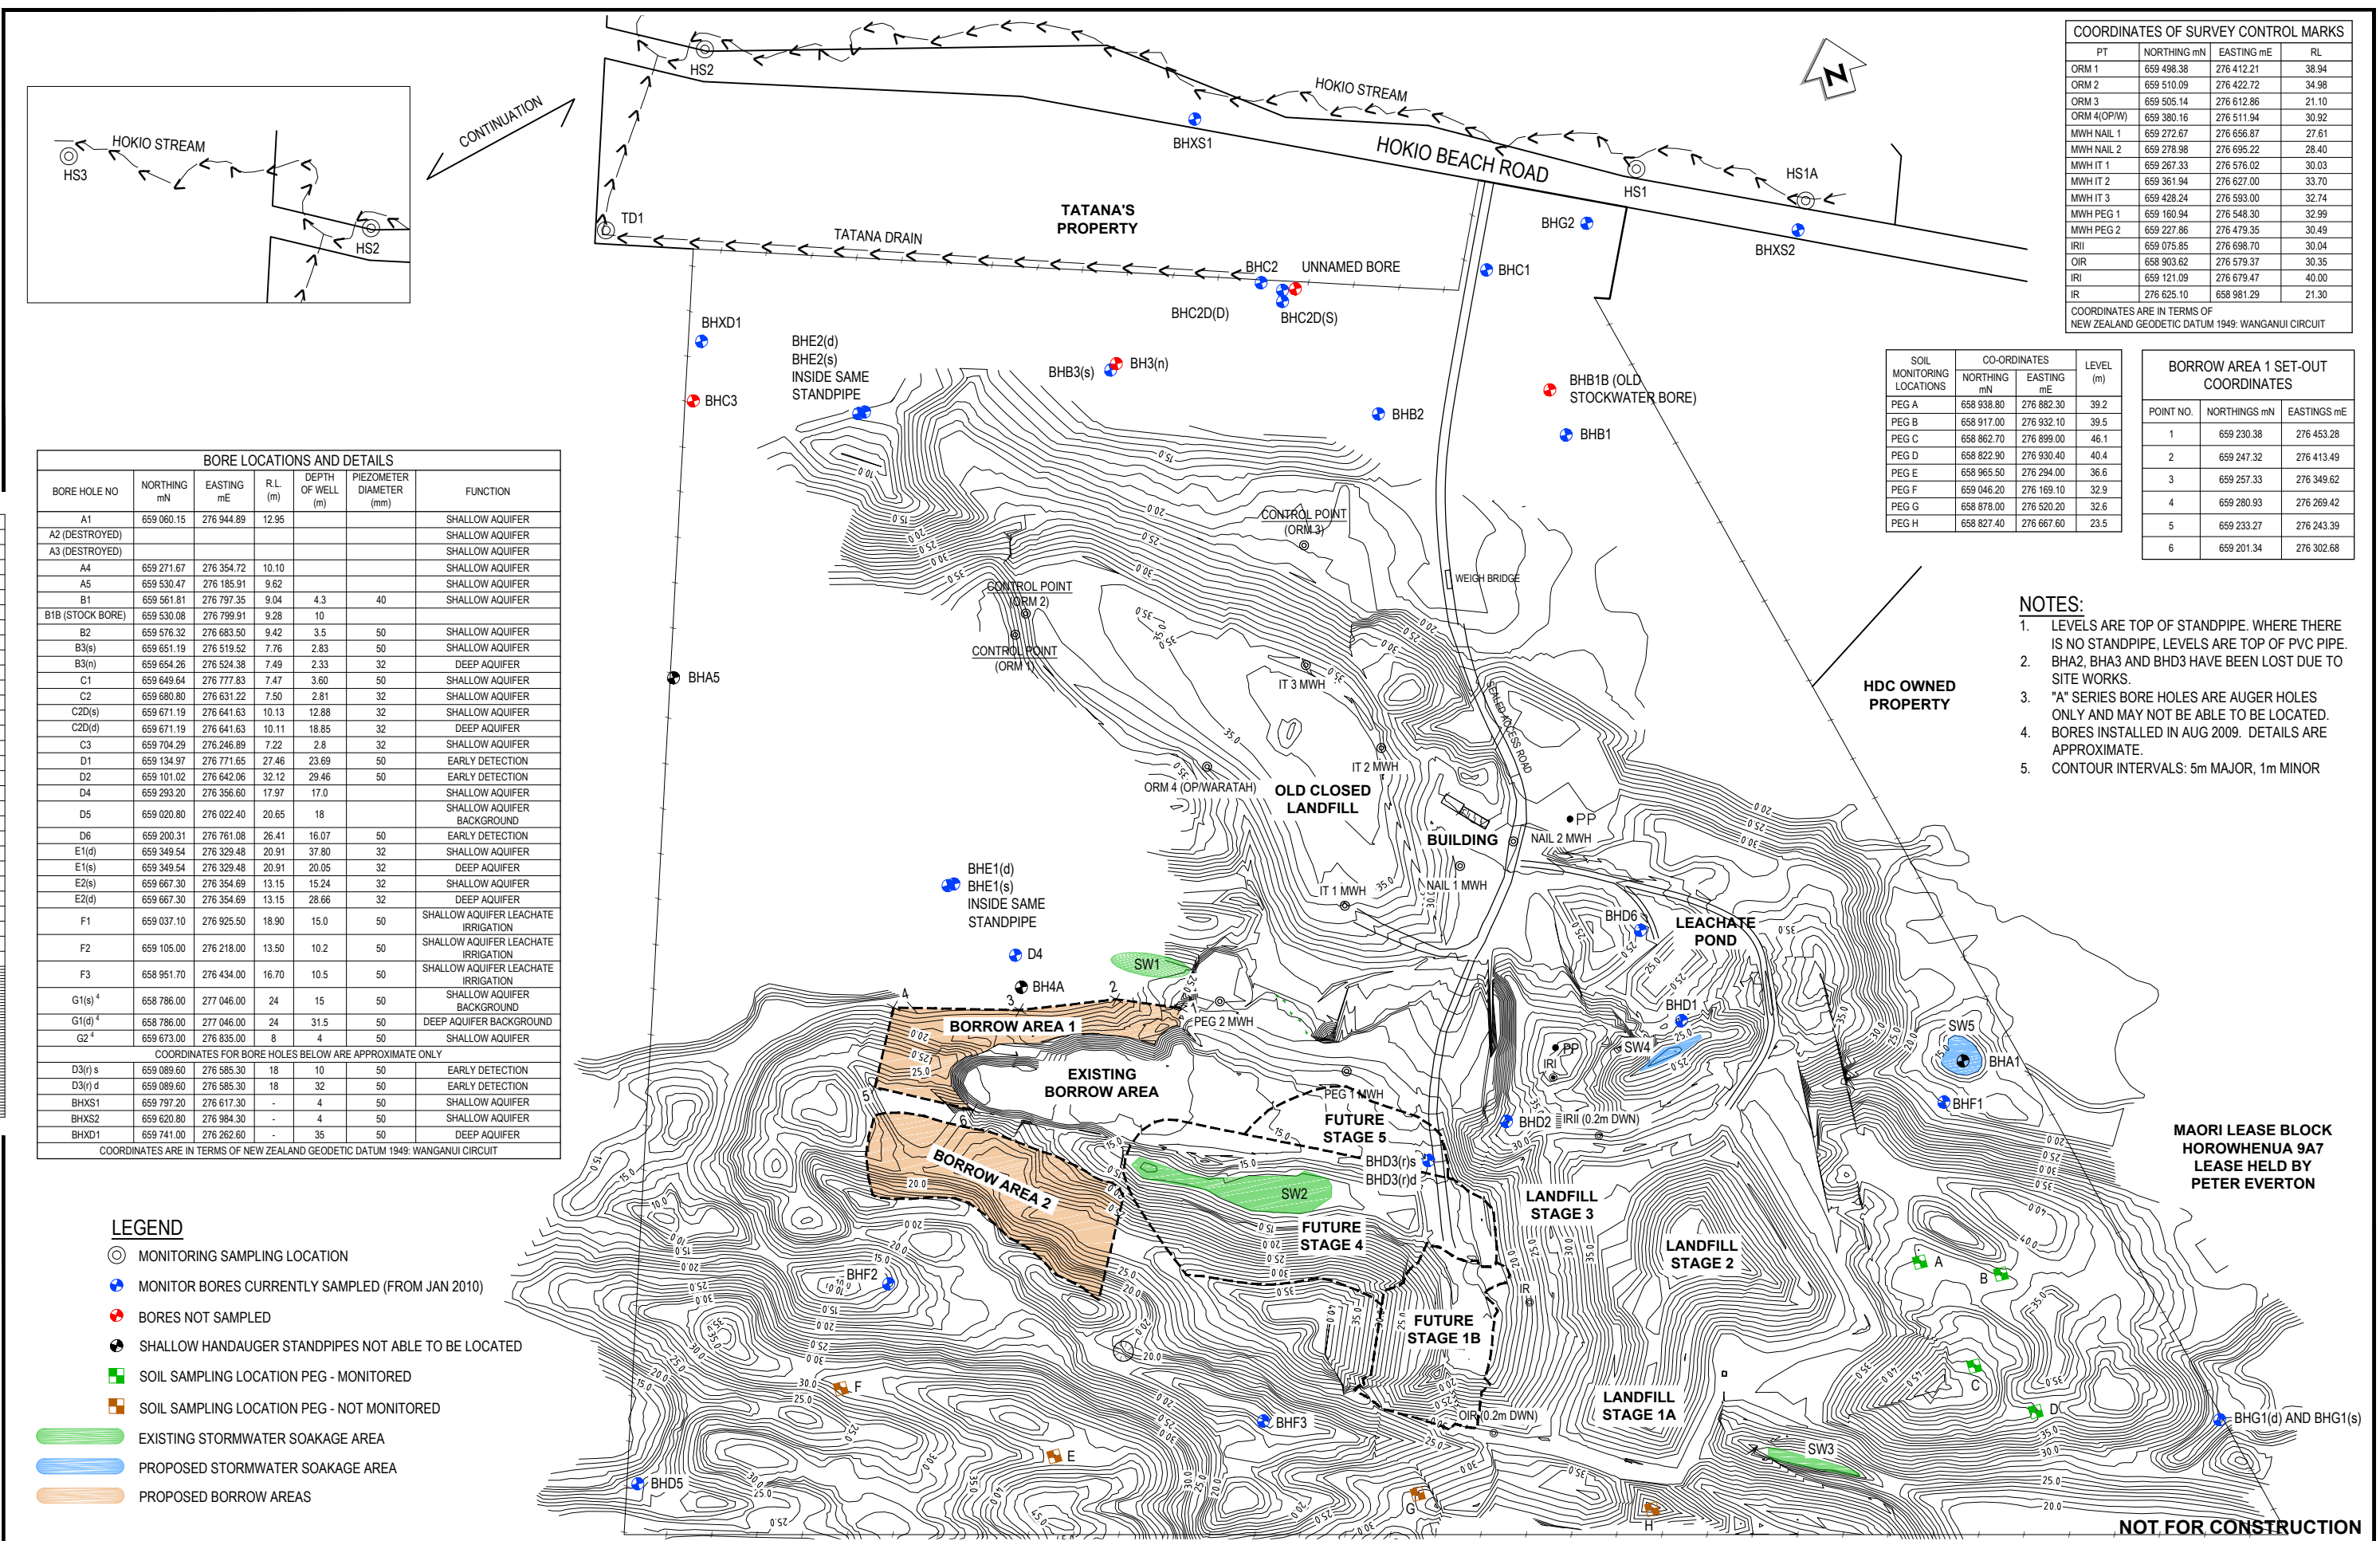 HOKIO STREAM
HS3
HS2
CONTINUATION
HS2
HOKIO STREAM
BHXS1
HOKIO BEACH ROAD
HS1
HS1A
N
TD1
TATANA'S
PROPERTY
TATANA DRAIN
BHG2
BHXS2
BHC2
UNNAMED BORE
BHC1
BHC2D(D)
BHC2D(S)
BHXD1
BHE2(d)
BHE2(s)
INSIDE SAME
STANDPIPE
BHB3(s)
BH3(n)
BHC3
BHB2
BHB1B (OLD
STOCKWATER BORE)
BHB1
COORDINATES OF SURVEY CONTROL MARKS
PT NORTHING mN EASTING mE RL
ORM 1 659 498.38 276 412.21 38.94
ORM 2 659 510.09 276 422.72 34.98
ORM 3 659 505.14 276 612.86 21.10
ORM 4(OP/W) 659 380.16 276 511.94 30.92
MWH NAIL 1 659 272.67 276 656.87 27.61
MWH NAIL 2 659 278.98 276 695.22 28.40
MWH IT 1 659 267.33 276 576.02 30.03
MWH IT 2 659 361.94 276 627.00 33.70
MWH IT 3 659 428.24 276 593.00 32.74
MWH PEG 1 659 160.94 276 548.30 32.99
MWH PEG 2 659 227.86 276 479.35 30.49
IRII 659 075.85 276 698.70 30.04
OIR 658 903.62 276 579.37 30.35
IRI 659 121.09 276 679.47 40.00
IR 276 625.10 658 981.29 21.30
COORDINATES ARE IN TERMS OF
NEW ZEALAND GEODETIC DATUM 1949: WANGANUI CIRCUIT
SOIL MONITORING LOCATIONS CO-ORDINATES LEVEL (m)
NORTHING mN EASTING mE
PEG A 658 938.80 276 882.30 39.2
PEG B 658 917.00 276 932.10 39.5
PEG C 658 862.70 276 899.00 46.1
PEG D 658 822.90 276 930.40 40.4
PEG E 658 965.50 276 294.00 36.6
PEG F 659 046.20 276 169.10 32.9
PEG G 658 878.00 276 520.20 32.6
PEG H 658 827.40 276 667.60 23.5
BORROW AREA 1 SET-OUT
COORDINATES
POINT NO. NORTHINGS mN EASTINGS mE
1 659 230.38 276 453.28
2 659 247.32 276 413.49
3 659 257.33 276 349.62
4 659 280.93 276 269.42
5 659 233.27 276 243.39
6 659 201.34 276 302.68
NOTES:
1. LEVELS ARE TOP OF STANDPIPE. WHERE THERE
IS NO STANDPIPE, LEVELS ARE TOP OF PVC PIPE.
2. BHA2, BHA3 AND BHD3 HAVE BEEN LOST DUE TO
SITE WORKS.
3. "A" SERIES BORE HOLES ARE AUGER HOLES
ONLY AND MAY NOT BE ABLE TO BE LOCATED.
4. BORES INSTALLED IN AUG 2009. DETAILS ARE
APPROXIMATE.
5. CONTOUR INTERVALS: 5m MAJOR, 1m MINOR
BORE LOCATIONS AND DETAILS
BORE HOLE NO NORTHING mN EASTING mE R.L. (m) DEPTH OF WELL (m) PIEZOMETER DIAMETER (mm) FUNCTION
A1 659 060.15 276 944.89 12.95 SHALLOW AQUIFER
A2 (DESTROYED) SHALLOW AQUIFER
A3 (DESTROYED) SHALLOW AQUIFER
A4 659 271.67 276 354.72 10.10 SHALLOW AQUIFER
A5 659 530.47 276 185.91 9.62 SHALLOW AQUIFER
B1 659 561.81 276 797.35 9.04 4.3 40 SHALLOW AQUIFER
B1B (STOCK BORE) 659 530.08 276 799.91 9.28 10
B2 659 576.32 276 683.50 9.42 3.5 50 SHALLOW AQUIFER
B3(s) 659 651.19 276 519.52 7.76 2.83 50 SHALLOW AQUIFER
B3(n) 659 654.26 276 524.38 7.49 2.33 32 DEEP AQUIFER
C1 659 649.64 276 777.83 7.47 3.60 50 SHALLOW AQUIFER
C2 659 680.80 276 631.22 7.50 2.81 32 SHALLOW AQUIFER
C2D(s) 659 671.19 276 641.63 10.13 12.88 32 SHALLOW AQUIFER
C2D(d) 659 671.19 276 641.63 10.11 18.85 32 DEEP AQUIFER
C3 659 704.29 276.246.89 7.22 2.8 32 SHALLOW AQUIFER
D1 659 134.97 276 771.65 27.46 23.69 50 EARLY DETECTION
D2 659 101.02 276 642.06 32.12 29.46 50 EARLY DETECTION
D4 659 293.20 276 356.60 17.97 17.0 SHALLOW AQUIFER
D5 659 020.80 276 022.40 20.65 18 SHALLOW AQUIFER BACKGROUND
D6 659 200.31 276 761.08 26.41 16.07 50 EARLY DETECTION
E1(d) 659 349.54 276 329.48 20.91 37.80 32 SHALLOW AQUIFER
E1(s) 659 349.54 276 329.48 20.91 20.05 32 DEEP AQUIFER
E2(s) 659 667.30 276 354.69 13.15 15.24 32 SHALLOW AQUIFER
E2(d) 659 667.30 276 354.69 13.15 28.66 32 DEEP AQUIFER
F1 659 037.10 276 925.50 18.90 15.0 50 SHALLOW AQUIFER LEACHATE IRRIGATION
F2 659 105.00 276 218.00 13.50 10.2 50 SHALLOW AQUIFER LEACHATE IRRIGATION
F3 658 951.70 276 434.00 16.70 10.5 50 SHALLOW AQUIFER LEACHATE IRRIGATION
G1(s) 4 658 786.00 277 046.00 24 15 50 SHALLOW AQUIFER BACKGROUND
G1(d) 4 658 786.00 277 046.00 24 31.5 50 DEEP AQUIFER BACKGROUND
G2 4 659 673.00 276 835.00 8 4 50 SHALLOW AQUIFER
COORDINATES FOR BORE HOLES BELOW ARE APPROXIMATE ONLY
D3(r) s 659 089.60 276 585.30 18 10 50 EARLY DETECTION
D3(r) d 659 089.60 276 585.30 18 32 50 EARLY DETECTION
BHXS1 659 797.20 276 617.30 - 4 50 SHALLOW AQUIFER
BHXS2 659 620.80 276 984.30 - 4 50 SHALLOW AQUIFER
BHXD1 659 741.00 276 262.60 - 35 50 DEEP AQUIFER
COORDINATES ARE IN TERMS OF NEW ZEALAND GEODETIC DATUM 1949: WANGANUI CIRCUIT
CONTROL POINT
(ORM 3)
WEIGH BRIDGE
CONTROL POINT
(ORM 2)
CONTROL POINT
(ORM 1)
BHA5
IT 3 MWH
SEALED ACCESS ROAD
HDC OWNED
PROPERTY
IT 2 MWH
ORM 4 (OP/WARATAH)
OLD CLOSED
LANDFILL
BUILDING
PP
NAIL 2 MWH
NAIL 1 MWH
IT 1 MWH
BHE1(d)
BHE1(s)
INSIDE SAME
STANDPIPE
D4
BH4A
SW1
BHD6
LEACHATE
POND
BHD1
4
3
2
1
5
6
BORROW AREA 1
PEG 2 MWH
EXISTING
BORROW AREA
PP
IRI
SW4
SW5
BHA1
BHF1
PEG 1 MWH
FUTURE
STAGE 5
BHD2
IRII (0.2m DWN)
BHD3(r)s
BHD3(r)d
MAORI LEASE BLOCK
HOROWHENUA 9A7
LEASE HELD BY
PETER EVERTON
BORROW AREA 2
SW2
LANDFILL
STAGE 3
FUTURE
STAGE 4
LANDFILL
STAGE 2
A
B
BHF2
IR
FUTURE
STAGE 1B
C
D
F
BHF3
OIR (0.2m DWN)
LANDFILL
STAGE 1A
BHG1(d) AND BHG1(s)
E
SW3
BHD5
G
H
LEGEND
MONITORING SAMPLING LOCATION
MONITOR BORES CURRENTLY SAMPLED (FROM JAN 2010)
BORES NOT SAMPLED
SHALLOW HANDAUGER STANDPIPES NOT ABLE TO BE LOCATED
SOIL SAMPLING LOCATION PEG - MONITORED
SOIL SAMPLING LOCATION PEG - NOT MONITORED
EXISTING STORMWATER SOAKAGE AREA
PROPOSED STORMWATER SOAKAGE AREA
PROPOSED BORROW AREAS
NOT FOR CONSTRUCTION